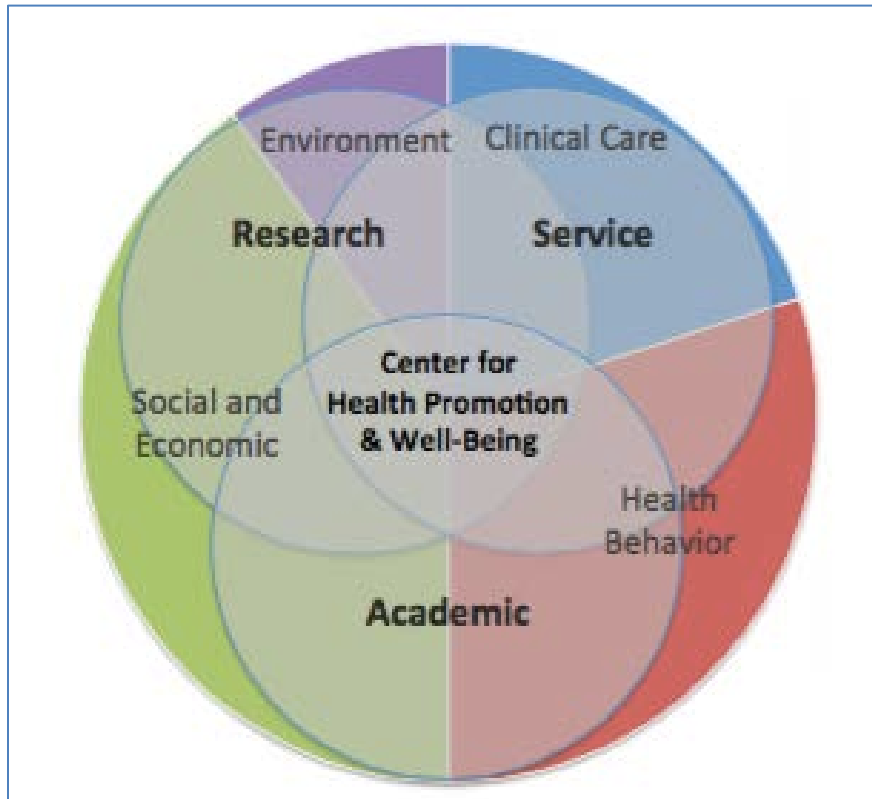 Environment
Clinical Care
Research
Service
Center for
Health Promotion
& Well-Being
Social and
Economic
Health
Behavior
Academic